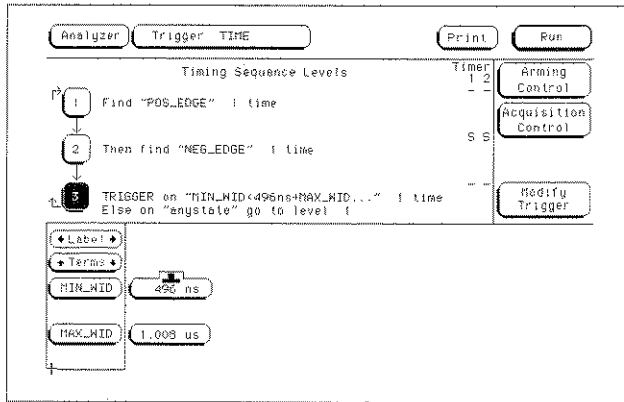 Analyzer Trigger TIME Print Run
Timing Sequence Levels
Timer
1 2
Arming Control
- -
1 Find "POS_EDGE" 1 time
Acquisition Control
S S
2 Then find "NEG_EDGE" 1 time
- -
3 TRIGGER on "MIN_WID<496ns+MAX_WID..." 1 time
Else on "anystate" go to level 1
Modify Trigger
Label
Terms
MIN_WID 496 ns
MAX_WID 1.008 us